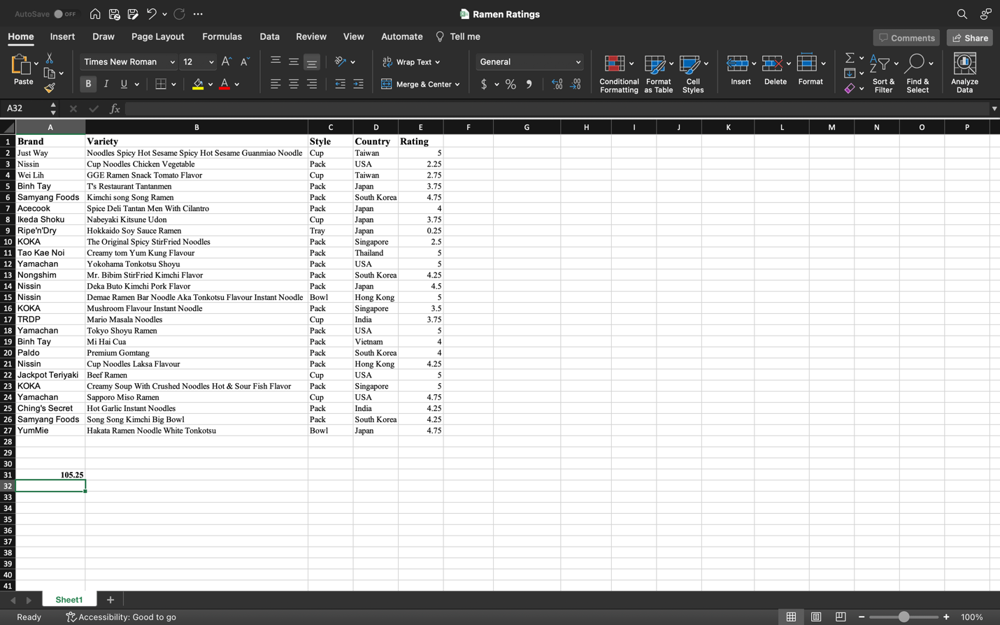 AutoSave OFF Ramen Ratings
Home Insert Draw Page Layout Formulas Data Review View Automate Tell me Comments Share
Paste Times New Roman 12 Wrap Text General Conditional Formatting Format as Table Cell Styles Insert Delete Format Sort & Filter Find & Select Analyze Data
B I U A Merge & Center $ % 9
A32 fx
A B C D E F G H I J K L M N O P
1 Brand Variety Style Country Rating
2 Just Way Noodles Spicy Hot Sesame Spicy Hot Sesame Guanmiao Noodle Cup Taiwan 5
3 Nissin Cup Noodles Chicken Vegetable Pack USA 2.25
4 Wei Lih GGE Ramen Snack Tomato Flavor Cup Taiwan 2.75
5 Binh Tay T's Restaurant Tantanmen Pack Japan 3.75
6 Samyang Foods Kimchi song Song Ramen Pack South Korea 4.75
7 Acecook Spice Deli Tantan Men With Cilantro Pack Japan 4
8 Ikeda Shoku Nabeyaki Kitsune Udon Cup Japan 3.75
9 Ripe'n'Dry Hokkaido Soy Sauce Ramen Tray Japan 0.25
10 KOKA The Original Spicy StirFried Noodles Pack Singapore 2.5
11 Tao Kae Noi Creamy tom Yum Kung Flavour Pack Thailand 5
12 Yamachan Yokohama Tonkotsu Shoyu Pack USA 5
13 Nongshim Mr. Bibim StirFried Kimchi Flavor Pack South Korea 4.25
14 Nissin Deka Buto Kimchi Pork Flavor Pack Japan 4.5
15 Nissin Demae Ramen Bar Noodle Aka Tonkotsu Flavour Instant Noodle Bowl Hong Kong 5
16 KOKA Mushroom Flavour Instant Noodle Pack Singapore 3.5
17 TRDP Mario Masala Noodles Cup India 3.75
18 Yamachan Tokyo Shoyu Ramen Pack USA 5
19 Binh Tay Mi Hai Cua Pack Vietnam 4
20 Paldo Premium Gomtang Pack South Korea 4
21 Nissin Cup Noodles Laksa Flavour Pack Hong Kong 4.25
22 Jackpot Teriyaki Beef Ramen Cup USA 5
23 KOKA Creamy Soup With Crushed Noodles Hot & Sour Fish Flavor Pack Singapore 5
24 Yamachan Sapporo Miso Ramen Cup USA 4.75
25 Ching's Secret Hot Garlic Instant Noodles Pack India 4.25
26 Samyang Foods Song Song Kimchi Big Bowl Pack South Korea 4.25
27 YumMie Hakata Ramen Noodle White Tonkotsu Bowl Japan 4.75
28
29
30
31 105.25
32
33
34
35
36
37
38
39
40
41
Sheet1
Ready Accessibility: Good to go 100%